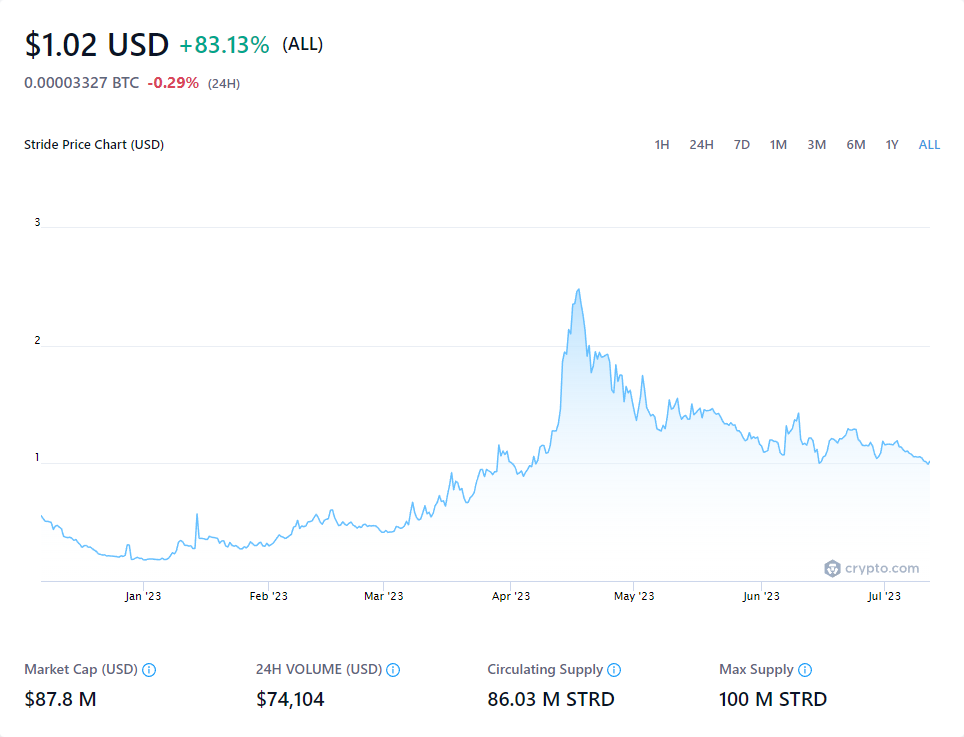 $1.02 USD +83.13% (ALL)
0.00003327 BTC -0.29% (24H)
Stride Price Chart (USD) 1H 24H 7D 1M 3M 6M 1Y ALL
3
2
1
crypto.com
Jan '23 Feb '23 Mar '23 Apr '23 May '23 Jun '23 Jul '23
Market Cap (USD) 24H VOLUME (USD) Circulating Supply Max Supply
$87.8 M $74,104 86.03 M STRD 100 M STRD